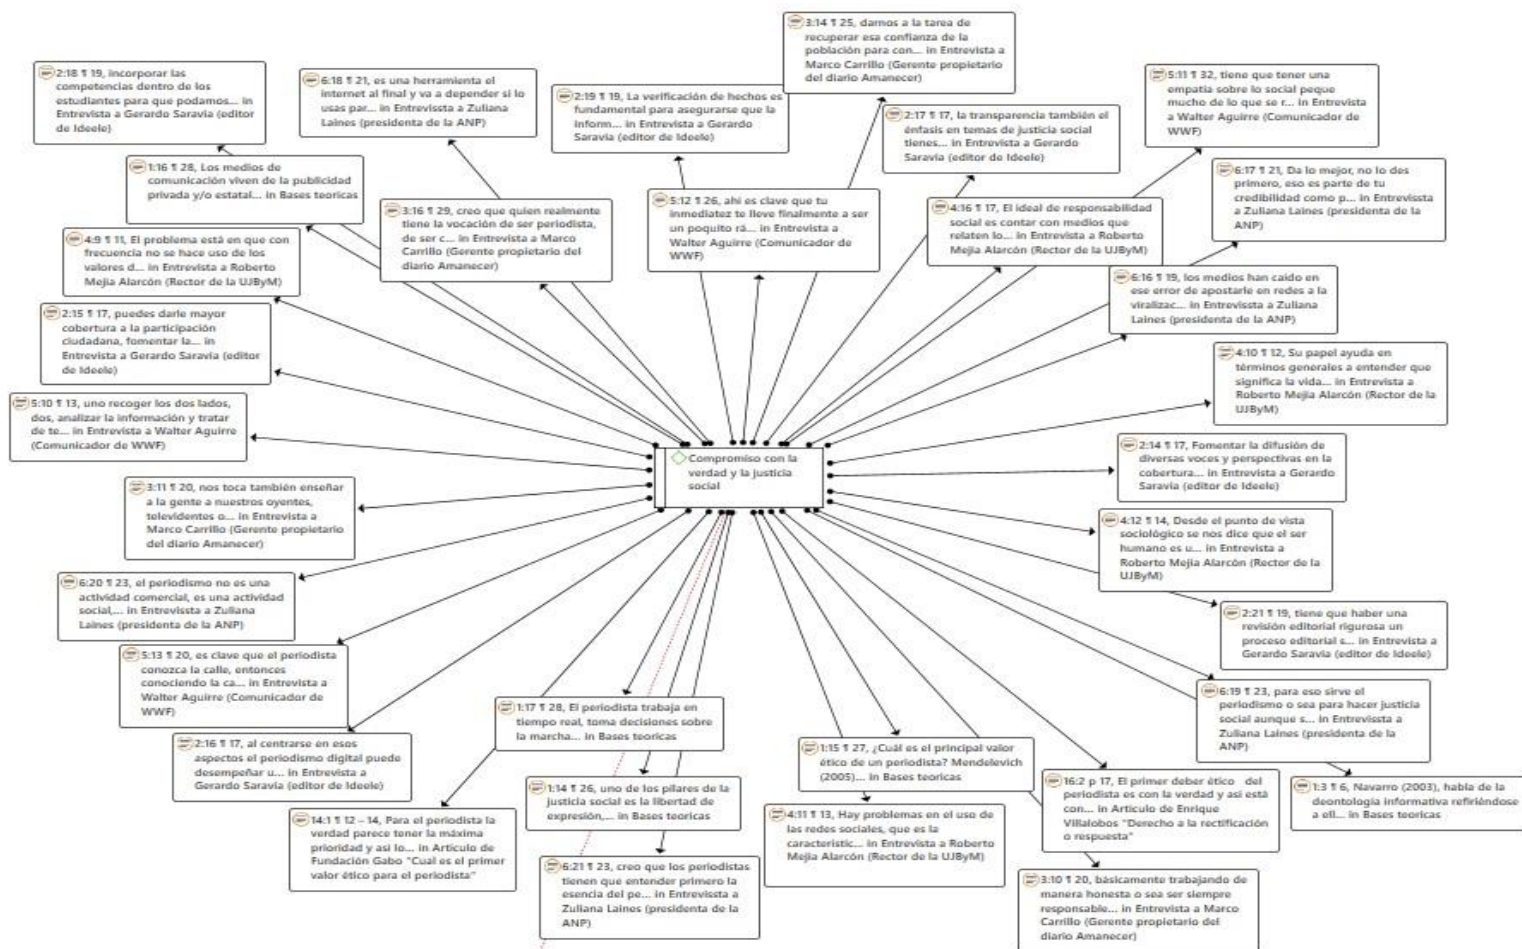 3:14 ¶ 25, darnos a la tarea de
recuperar esa confianza de la
población para con... in Entrevista a
Marco Carrillo (Gerente propietario
del diario Amanecer)
2:18 ¶ 19, incorporar las
competencias dentro de los
estudiantes para que podamos... in
Entrevista a Gerardo Saravia (editor
de Ideele)
6:18 ¶ 21, es una herramienta el
internet al final y va a depender si lo
usas par... in Entrevissta a Zuliana
Laines (presidenta de la ANP)
2:19 ¶ 19, La verificación de hechos es
fundamental para asegurarse que la
inform... in Entrevista a Gerardo
Saravia (editor de Ideele)
5:11 ¶ 32, tiene que tener una
empatía sobre lo social peque
mucho de lo que se r... in Entrevista
a Walter Aguirre (Comunicador de
WWF)
2:17 ¶ 17, la transparencia también el
énfasis en temas de justicia social
tienes... in Entrevista a Gerardo
Saravia (editor de Ideele)
1:16 ¶ 28, Los medios de
comunicación viven de la publicidad
privada y/o estatal... in Bases teoricas
6:17 ¶ 21, Da lo mejor, no lo des
primero, eso es parte de tu
credibilidad como p... in Entrevissta
a Zuliana Laines (presidenta de la
ANP)
3:16 ¶ 29, creo que quien realmente
tiene la vocación de ser periodista,
de ser c... in Entrevista a Marco
Carrillo (Gerente propietario del
diario Amanecer)
5:12 ¶ 26, ahí es clave que tu
inmediatez te lleve finalmente a ser
un poquito rá... in Entrevista a
Walter Aguirre (Comunicador de
WWF)
4:16 ¶ 17, El ideal de responsabilidad
social es contar con medios que
relaten lo... in Entrevista a Roberto
Mejia Alarcón (Rector de la UJByM)
4:9 ¶ 11, El problema está en que con
frecuencia no se hace uso de los
valores d... in Entrevista a Roberto
Mejia Alarcón (Rector de la UJByM)
6:16 ¶ 19, los medios han caído en
ese error de apostarle en redes a la
viralizac... in Entrevissta a Zuliana
Laines (presidenta de la ANP)
2:15 ¶ 17, puedes darle mayor
cobertura a la participación
ciudadana, fomentar la... in
Entrevista a Gerardo Saravia (editor
de Ideele)
4:10 ¶ 12, Su papel ayuda en
términos generales a entender que
significa la vida... in Entrevista a
Roberto Mejia Alarcón (Rector de la
UJByM)
5:10 ¶ 13, uno recoger los dos lados,
dos, analizar la información y tratar
de te... in Entrevista a Walter Aguirre
(Comunicador de WWF)
2:14 ¶ 17, Fomentar la difusión de
diversas voces y perspectivas en la
cobertura... in Entrevista a Gerardo
Saravia (editor de Ideele)
Compromiso con la
verdad y la justicia
social
3:11 ¶ 20, nos toca también enseñar
a la gente a nuestros oyentes,
televidentes o... in Entrevista a
Marco Carrillo (Gerente propietario
del diario Amanecer)
4:12 ¶ 14, Desde el punto de vista
sociológico se nos dice que el ser
humano es u... in Entrevista a
Roberto Mejia Alarcón (Rector de la
UJByM)
6:20 ¶ 23, el periodismo no es una
actividad comercial, es una actividad
social,... in Entrevissta a Zuliana
Laines (presidenta de la ANP)
2:21 ¶ 19, tiene que haber una
revisión editorial rigurosa un
proceso editorial s... in Entrevista a
Gerardo Saravia (editor de Ideele)
5:13 ¶ 20, es clave que el periodista
conozca la calle, entonces
conociendo la ca... in Entrevista a
Walter Aguirre (Comunicador de
WWF)
6:19 ¶ 23, para eso sirve el
periodismo o sea para hacer justicia
social aunque s... in Entrevissta a
Zuliana Laines (presidenta de la
ANP)
1:17 ¶ 28, El periodista trabaja en
tiempo real, toma decisiones sobre
la marcha... in Bases teoricas
2:16 ¶ 17, al centrarse en esos
aspectos el periodismo digital puede
desempeñar u... in Entrevista a
Gerardo Saravia (editor de Ideele)
1:15 ¶ 27, ¿Cuál es el principal valor
ético de un periodista? Mendelevich
(2005)... in Bases teoricas
16:2 p 17, El primer deber ético del
periodista es con la verdad y asi está
con... in Articulo de Enrique
Villalobos "Derecho a la rectificación
o respuesta"
1:3 ¶ 6, Navarro (2003), habla de la
deontología informativa refiriéndose
a ell... in Bases teoricas
1:14 ¶ 26, uno de los pilares de la
justicia social es la libertad de
expresión,... in Bases teoricas
14:1 ¶ 12 – 14, Para el periodista la
verdad parece tener la máxima
prioridad y asi lo... in Articulo de
Fundación Gabo "Cual es el primer
valor ético para el periodista"
4:11 ¶ 13, Hay problemas en el uso de
las redes sociales, que es la
caracteristic... in Entrevista a Roberto
Mejia Alarcón (Rector de la UJByM)
6:21 ¶ 23, creo que los periodistas
tienen que entender primero la
esencia del pe... in Entrevissta a
Zuliana Laines (presidenta de la
ANP)
3:10 ¶ 20, básicamente trabajando de
manera honesta o sea ser siempre
responsable... in Entrevista a Marco
Carrillo (Gerente propietario del
diario Amanecer)